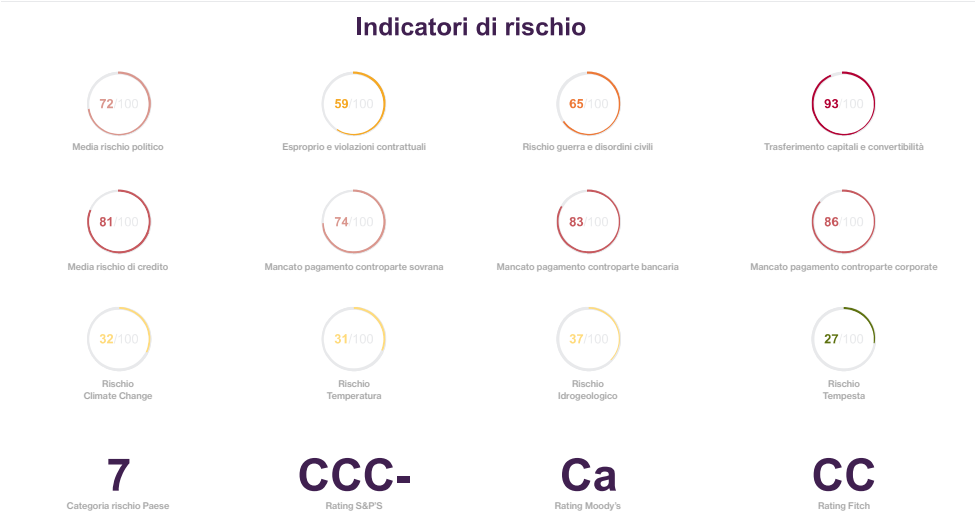 Indicatori di rischio
72/100
59/100
65/100
93/100
Media rischio politico
Esproprio e violazioni contrattuali
Rischio guerra e disordini civili
Trasferimento capitali e convertibilità
81/100
74/100
83/100
86/100
Media rischio di credito
Mancato pagamento controparte sovrana
Mancato pagamento controparte bancaria
Mancato pagamento controparte corporate
32/100
31/100
37/100
27/100
Rischio
Climate Change
Rischio
Temperatura
Rischio
Idrogeologico
Rischio
Tempesta
7
CCC-
Ca
CC
Categoria rischio Paese
Rating S&P'S
Rating Moody's
Rating Fitch